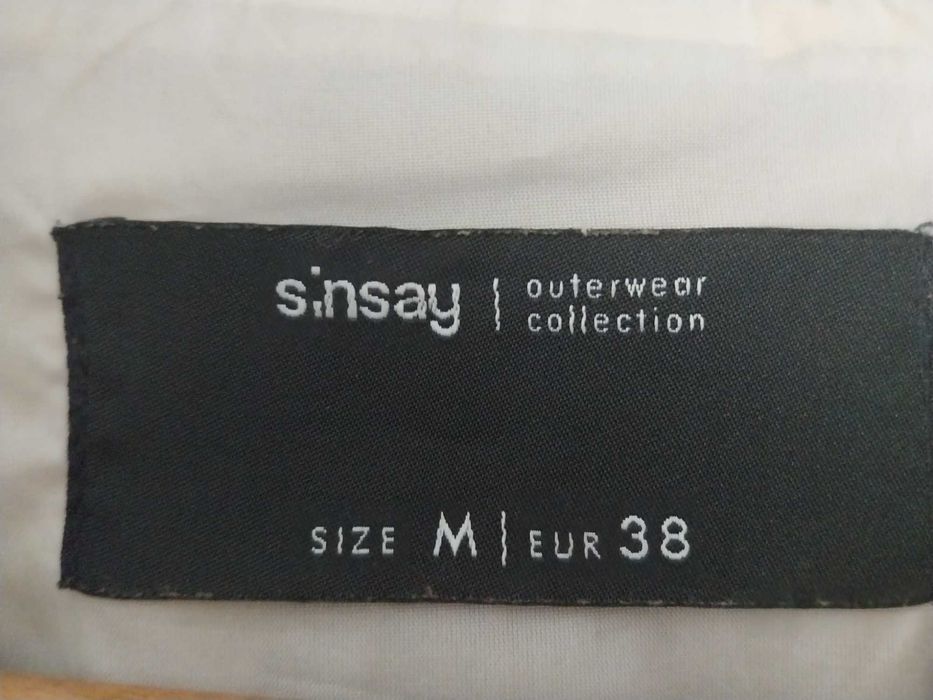 sinsay | outerwear
collection
SIZE M | EUR 38